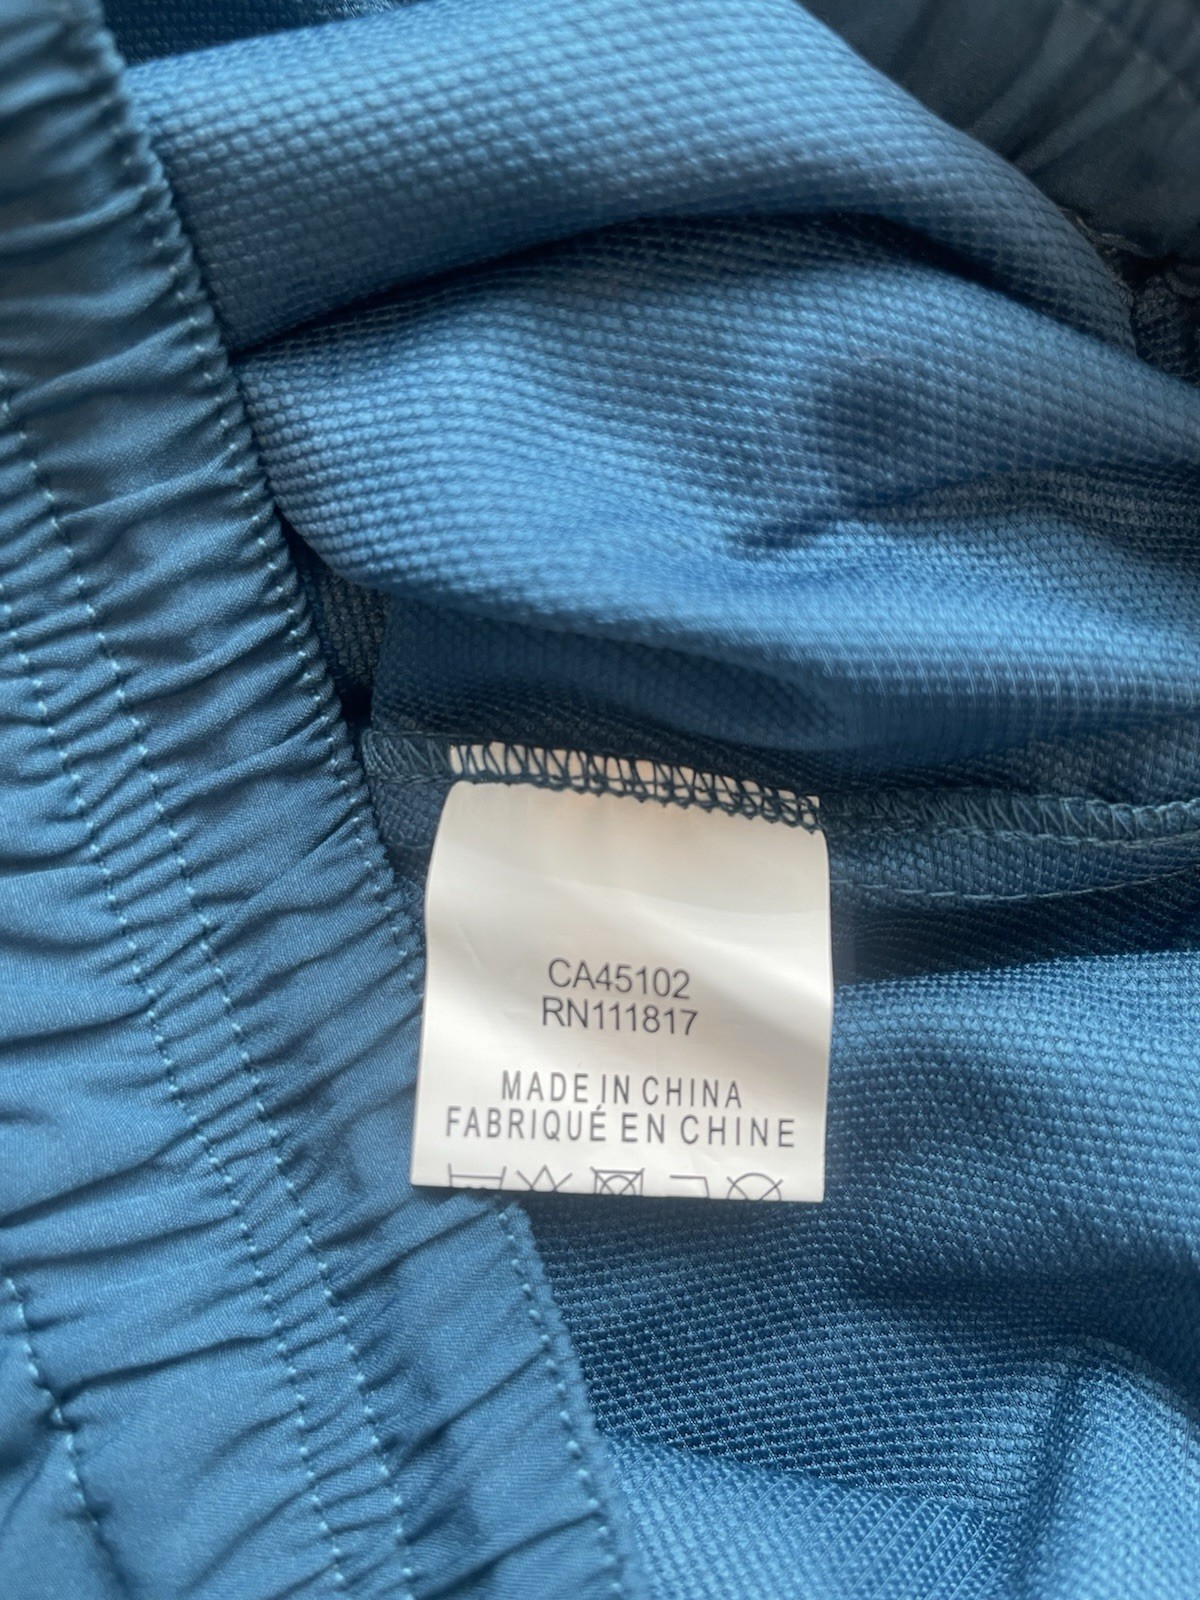 CA45102
RN111817
MADE IN CHINA
FABRIQUÉ EN CHINE